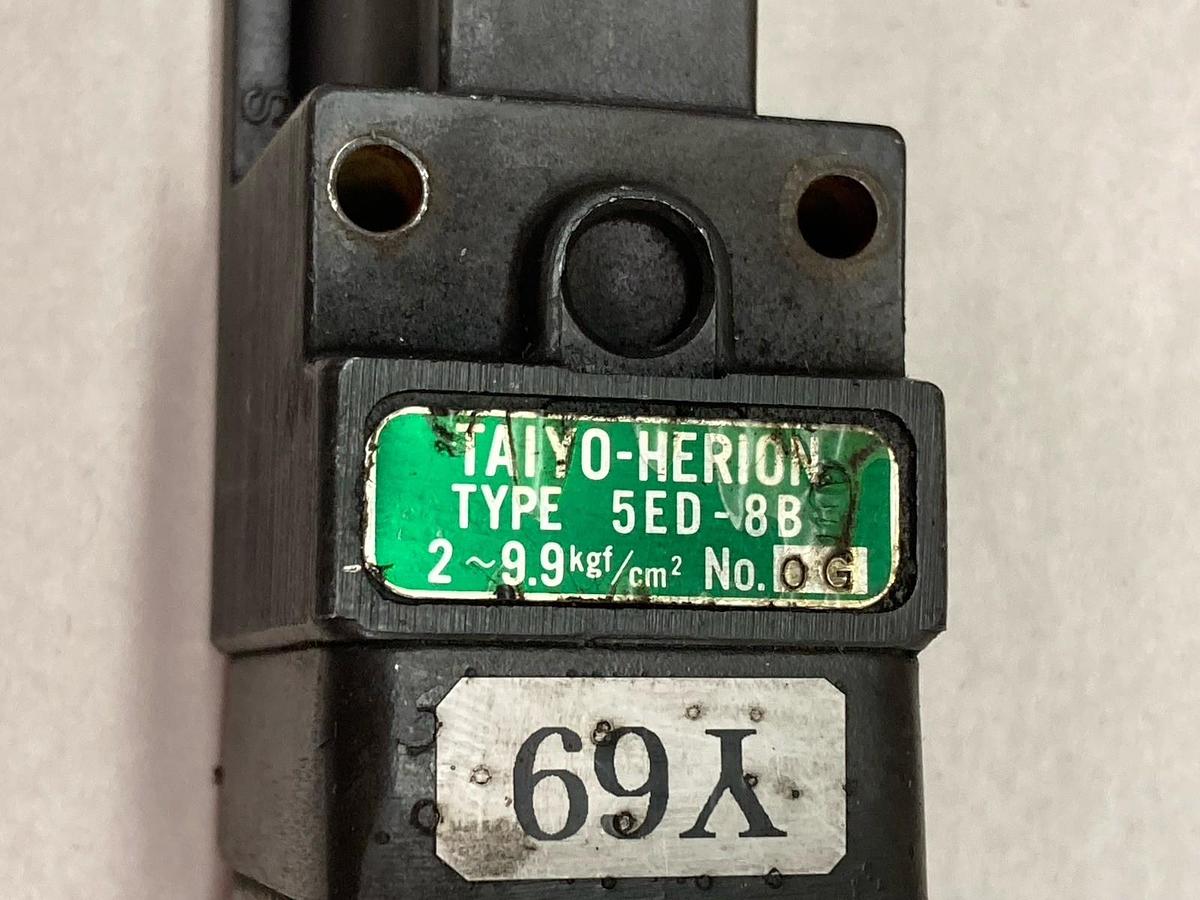 S
TAIYO-HERION
TYPE 5ED-8B
2~9.9kgf/cm² No. OG
Y69